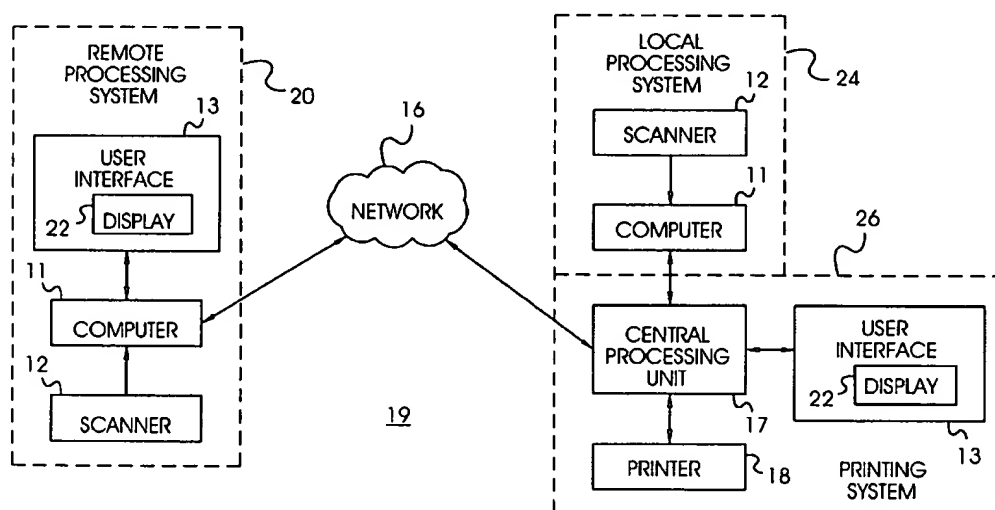 REMOTE
PROCESSING
SYSTEM
20
13
USER
INTERFACE
22
DISPLAY
11
COMPUTER
12
SCANNER
16
NETWORK
19
LOCAL
PROCESSING
SYSTEM
24
12
SCANNER
11
COMPUTER
26
CENTRAL
PROCESSING
UNIT
17
USER
INTERFACE
22
DISPLAY
13
PRINTER
18
PRINTING
SYSTEM